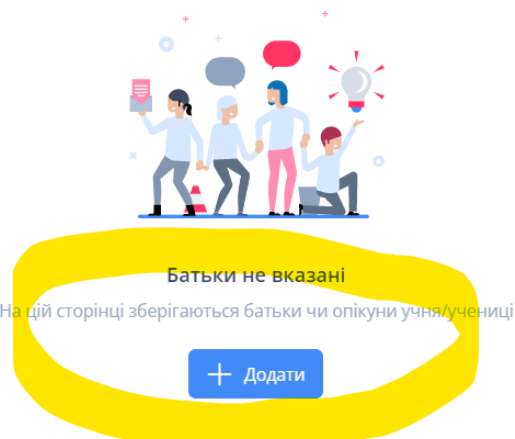 Батьки не вказані
На цій сторінці зберігаються батьки чи опікуни учня/учениці
Додати